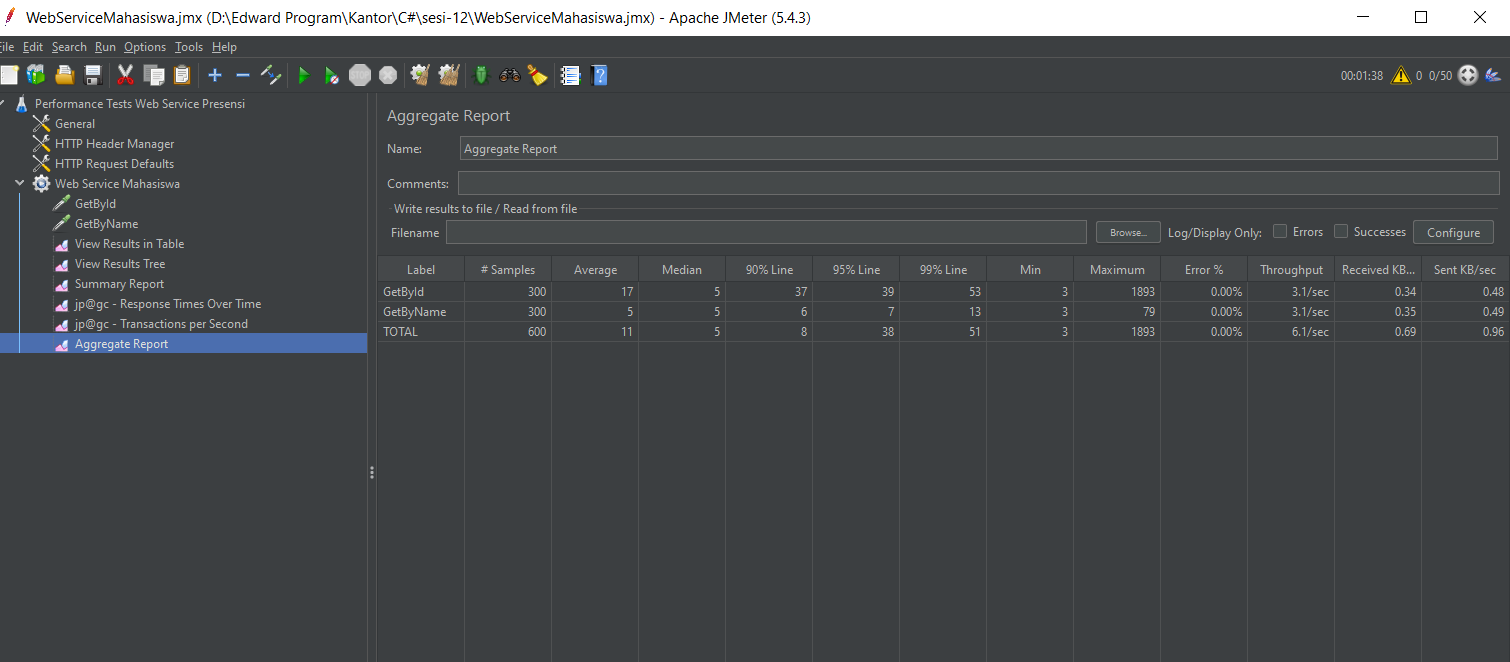 WebServiceMahasiswa.jmx (D:\Edward Program\Kantor\C#\sesi-12\WebServiceMahasiswa.jmx) - Apache JMeter (5.4.3)
ile Edit Search Run Options Tools Help
STOP 00:01:38 0 0/50
Performance Tests Web Service Presensi
General
HTTP Header Manager
HTTP Request Defaults
Web Service Mahasiswa
GetById
GetByName
View Results in Table
View Results Tree
Summary Report
jp@gc - Response Times Over Time
jp@gc - Transactions per Second
Aggregate Report
Aggregate Report
Name: Aggregate Report
Comments:
Write results to file / Read from file
Filename Browse... Log/Display Only: Errors Successes Configure
Label # Samples Average Median 90% Line 95% Line 99% Line Min Maximum Error % Throughput Received KB... Sent KB/sec
GetById 300 17 5 37 39 53 3 1893 0.00% 3.1/sec 0.34 0.48
GetByName 300 5 5 6 7 13 3 79 0.00% 3.1/sec 0.35 0.49
TOTAL 600 11 5 8 38 51 3 1893 0.00% 6.1/sec 0.69 0.96